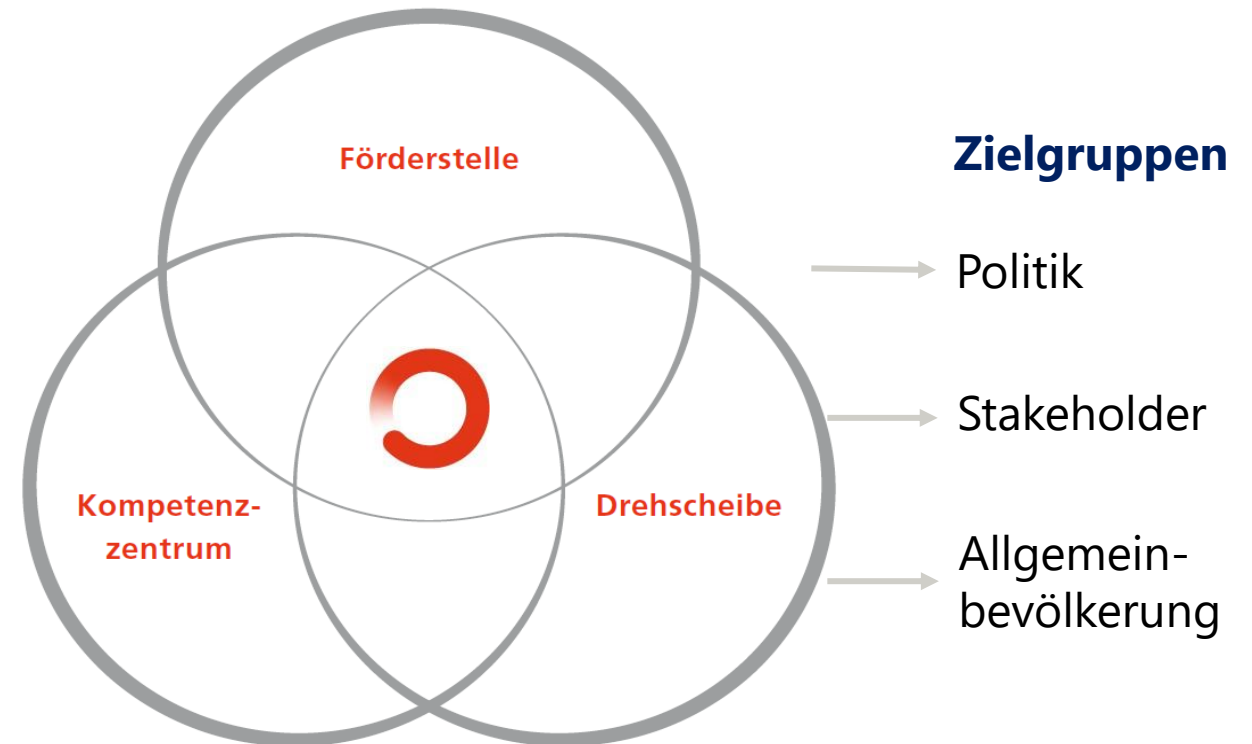 Förderstelle
Kompetenz-
zentrum
Drehscheibe
Zielgruppen
Politik
Stakeholder
Allgemein-
bevölkerung